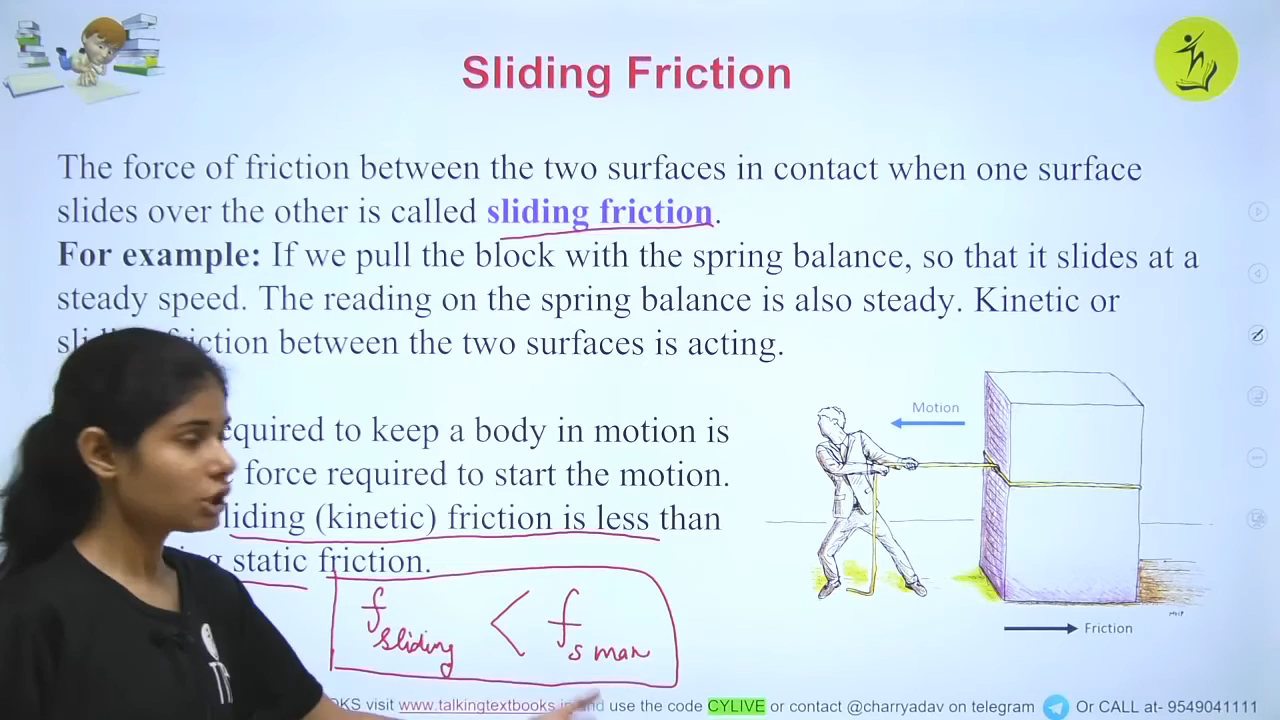 Sliding Friction
The force of friction between the two surfaces in contact when one surface
slides over the other is called sliding friction.
For example: If we pull the block with the spring balance, so that it slides at a
steady speed. The reading on the spring balance is also steady. Kinetic or
friction between the two surfaces is acting.
required to keep a body in motion is
force required to start the motion.
sliding (kinetic) friction is less than
static friction.
Motion
Friction
f sliding < f s max
visit www.talkingtextbooks.in and use the code CYLIVE or contact @charryadav on telegram Or CALL at- 9549041111